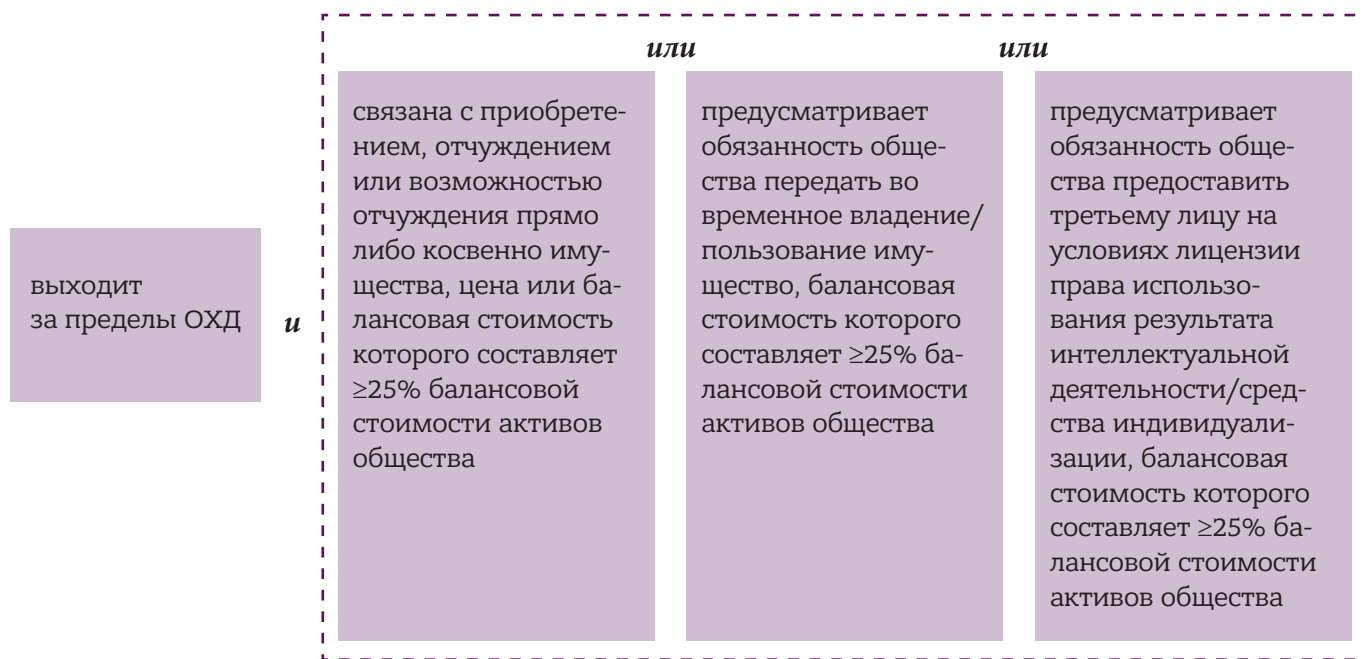 выходит
за пределы ОХД
и
или
или
связана с приобрете-
нием, отчуждением
или возможностью
отчуждения прямо
либо косвенно иму-
щества, цена или ба-
лансовая стоимость
которого составляет
≥25% балансовой
стоимости активов
общества
предусматривает
обязанность обще-
ства передать во
временное владение/
пользование иму-
щество, балансовая
стоимость которого
составляет ≥25% ба-
лансовой стоимости
активов общества
предусматривает
обязанность обще-
ства предоставить
третьему лицу на
условиях лицензии
права использо-
вания результата
интеллектуальной
деятельности/сред-
ства индивидуали-
зации, балансовая
стоимость которого
составляет ≥25% ба-
лансовой стоимости
активов общества